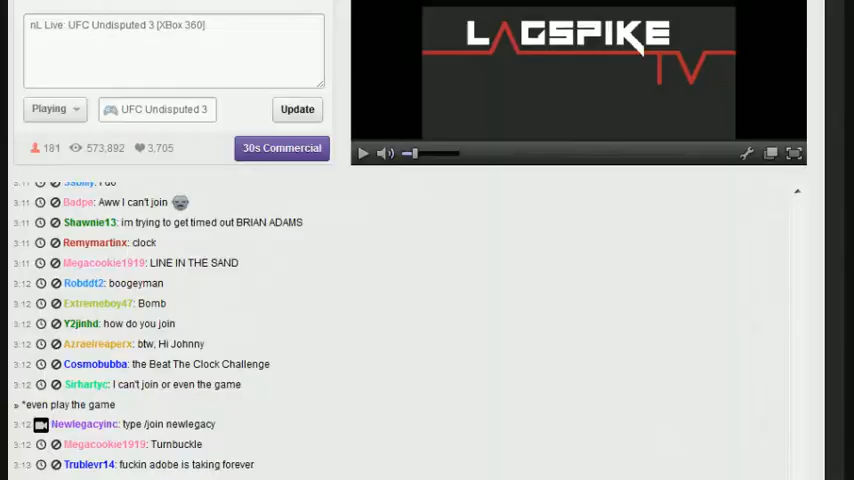 nL Live: UFC Undisputed 3 [XBox 360]
Playing
UFC Undisputed 3
Update
181 573,892 3,705
30s Commercial
LAGSPIKE
TV
3:11 Badpe: Aww I can't join
3:11 Shawnie13: im trying to get timed out BRIAN ADAMS
3:11 Remymartinx: clock
3:11 Megacookie1919: LINE IN THE SAND
3:12 Robddt2: boogeyman
3:12 Extremeboy47: Bomb
3:12 Y2jinhd: how do you join
3:12 Azraelreaperx: btw, Hi Johnny
3:12 Cosmobubba: the Beat The Clock Challenge
3:12 Sirhartyc: I can't join or even the game
» *even play the game
3:12 Newlegacyinc: type /join newlegacy
3:12 Megacookie1919: Turnbuckle
3:13 Trublevr14: fuckin adobe is taking forever